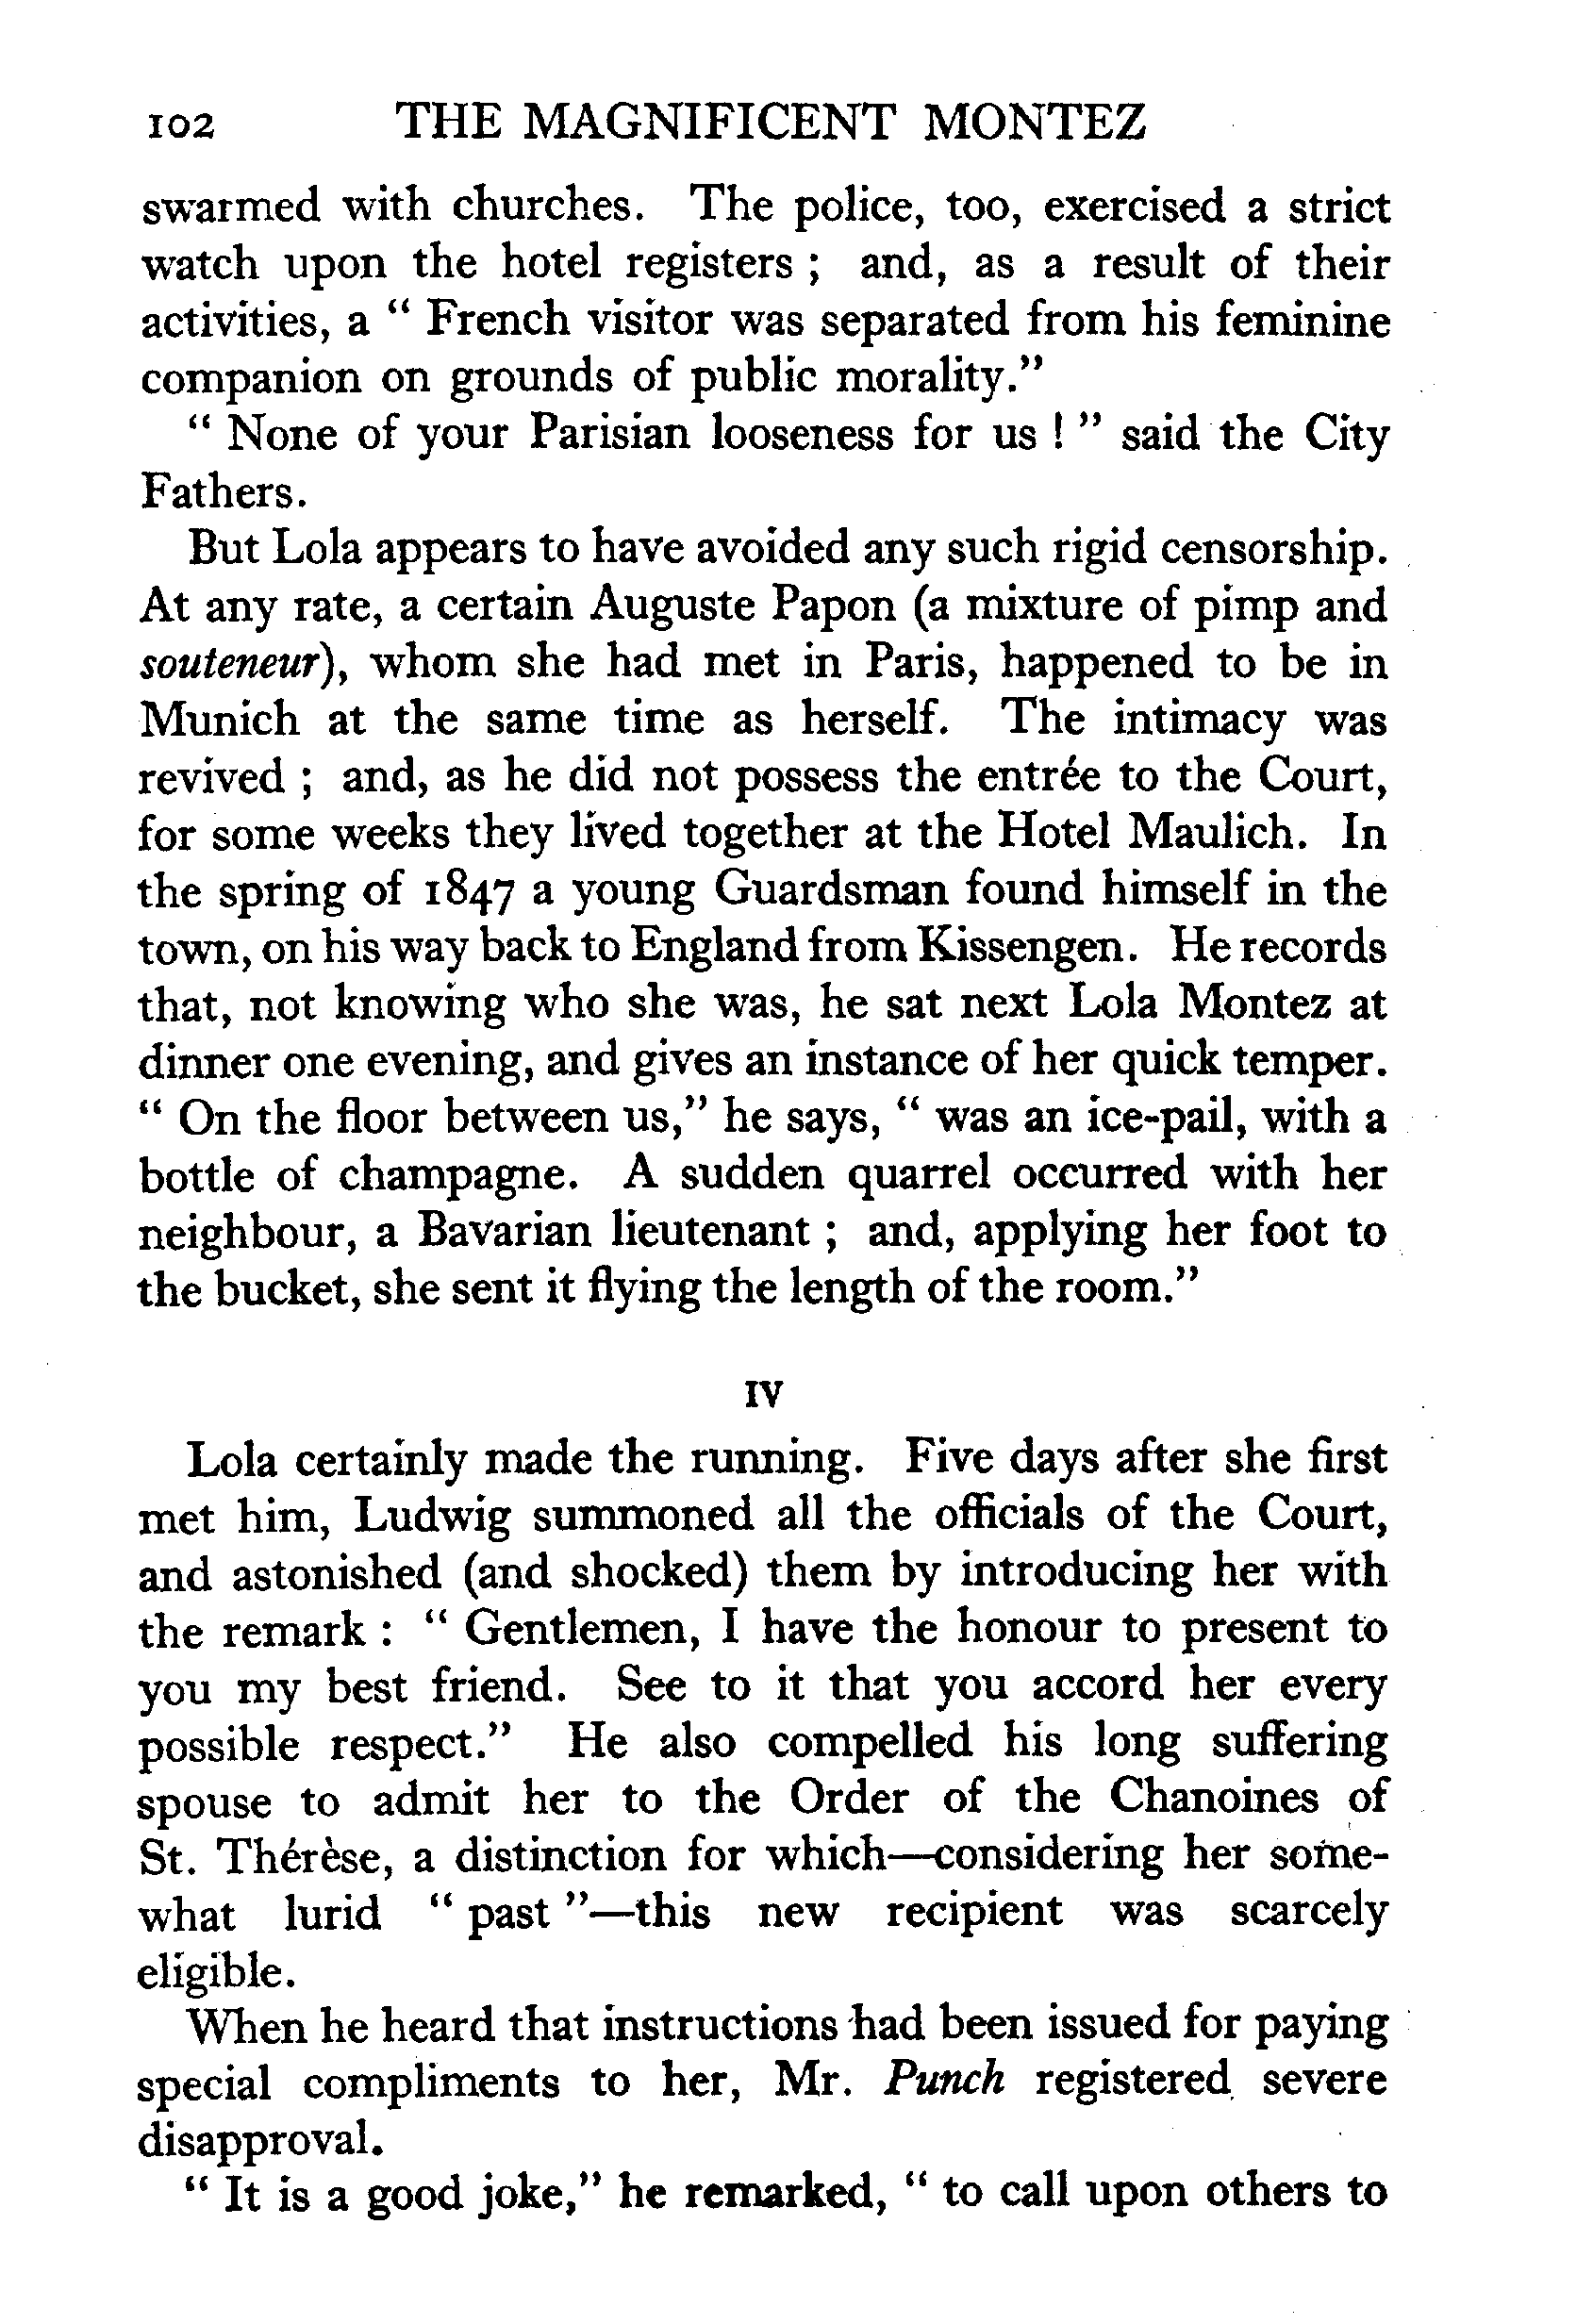 102 THE MAGNIFICENT MONTEZ
swarmed with churches. The police, too, exercised a strict
watch upon the hotel registers ; and, as a result of their
activities, a “ French visitor was separated from his feminine
companion on grounds of public morality.”
“ None of your Parisian looseness for us ! ” said the City
Fathers.
But Lola appears to have avoided any such rigid censorship.
At any rate, a certain Auguste Papon (a mixture of pimp and
souteneur), whom she had met in Paris, happened to be in
Munich at the same time as herself. The intimacy was
revived ; and, as he did not possess the entrée to the Court,
for some weeks they lived together at the Hotel Maulich. In
the spring of 1847 a young Guardsman found himself in the
town, on his way back to England from Kissengen. He records
that, not knowing who she was, he sat next Lola Montez at
dinner one evening, and gives an instance of her quick temper.
“ On the floor between us,” he says, “ was an ice-pail, with a
bottle of champagne. A sudden quarrel occurred with her
neighbour, a Bavarian lieutenant ; and, applying her foot to
the bucket, she sent it flying the length of the room.”
IV
Lola certainly made the running. Five days after she first
met him, Ludwig summoned all the officials of the Court,
and astonished (and shocked) them by introducing her with
the remark : “ Gentlemen, I have the honour to present to
you my best friend. See to it that you accord her every
possible respect.” He also compelled his long suffering
spouse to admit her to the Order of the Chanoines of
St. Thérèse, a distinction for which—considering her some-
what lurid “ past ”—this new recipient was scarcely
eligible.
When he heard that instructions had been issued for paying
special compliments to her, Mr. Punch registered severe
disapproval.
“ It is a good joke,” he remarked, “ to call upon others to